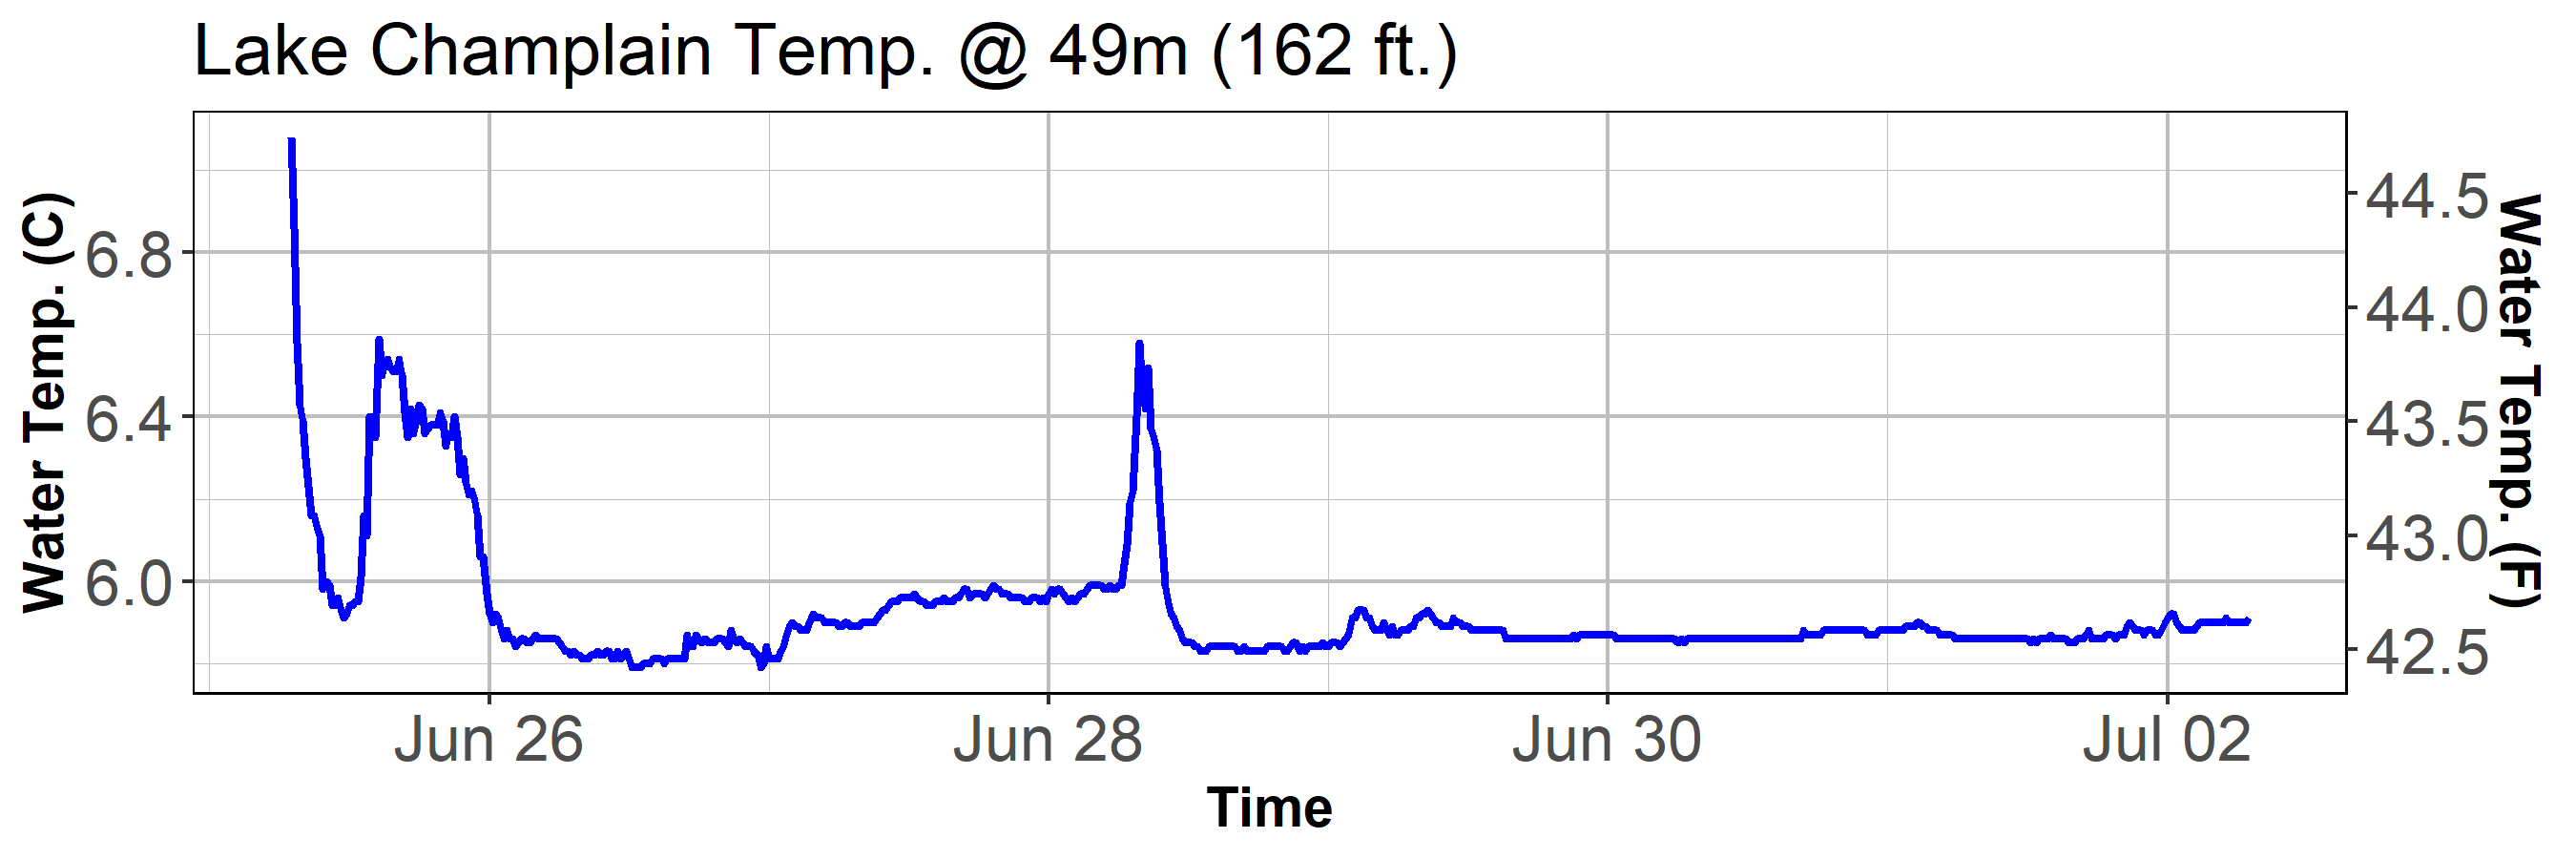 Lake Champlain Temp. @ 49m (162 ft.)
Water Temp. (C)
6.8
6.4
6.0
44.5
44.0
43.5
43.0
42.5
Water Temp. (F)
Jun 26 Jun 28 Jun 30 Jul 02
Time